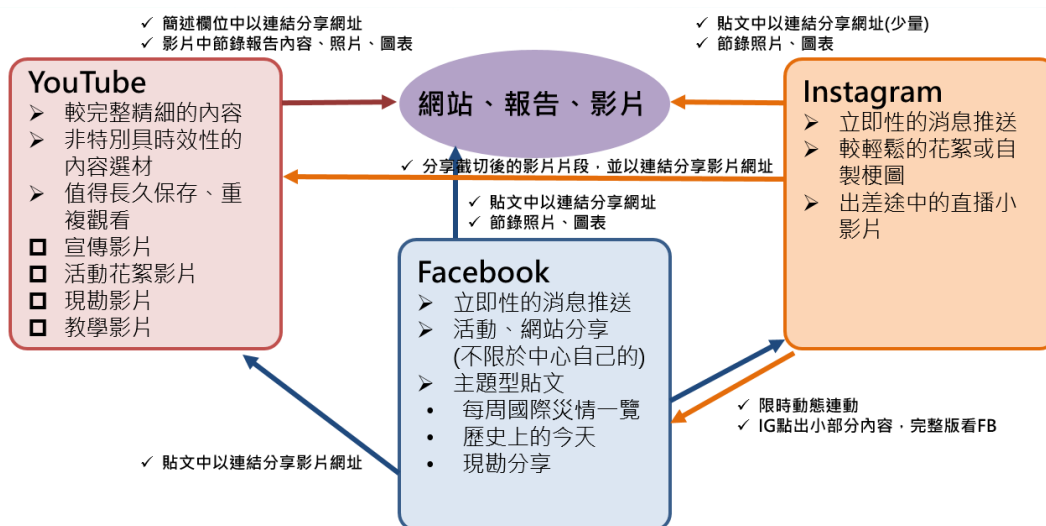 ✓ 簡述欄位中以連結分享網址
✓ 影片中節錄報告內容、照片、圖表
✓ 貼文中以連結分享網址(少量)
✓ 節錄照片、圖表
YouTube
➤ 較完整精細的內容
➤ 非特別具時效性的
內容選材
➤ 值得長久保存、重
複觀看
宣傳影片
活動花絮影片
現勘影片
教學影片
網站、報告、影片
Instagram
➤ 立即性的消息推送
➤ 較輕鬆的花絮或自
製梗圖
➤ 出差途中的直播小
影片
✓ 分享截切後的影片片段，並以連結分享影片網址
✓ 貼文中以連結分享網址
✓ 節錄照片、圖表
Facebook
➤ 立即性的消息推送
➤ 活動、網站分享
(不限於中心自己的)
➤ 主題型貼文
• 每周國際災情一覽
• 歷史上的今天
• 現勘分享
✓ 限時動態連動
✓ IG點出小部分內容，完整版看FB
✓ 貼文中以連結分享影片網址